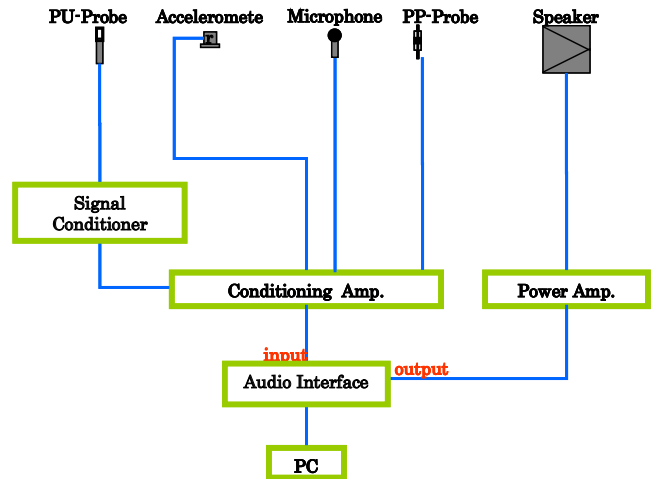 PU-Probe
Acceleromete
r
Microphone
PP-Probe
Speaker
Signal
Conditioner
Conditioning Amp.
Power Amp.
input
output
Audio Interface
PC